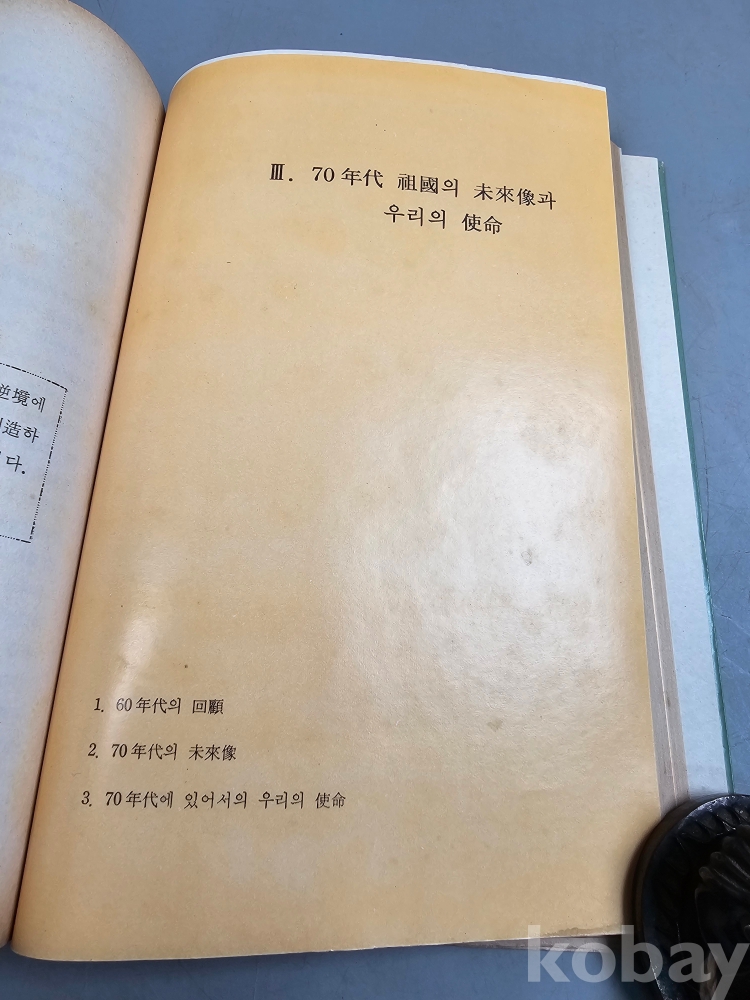 逆境에
造하
다.
Ⅲ. 70年代 祖國의 未來像과
우리의 使命
1. 60年代의 回顧
2. 70年代의 未來像
3. 70年代에 있어서의 우리의 使命
kobay